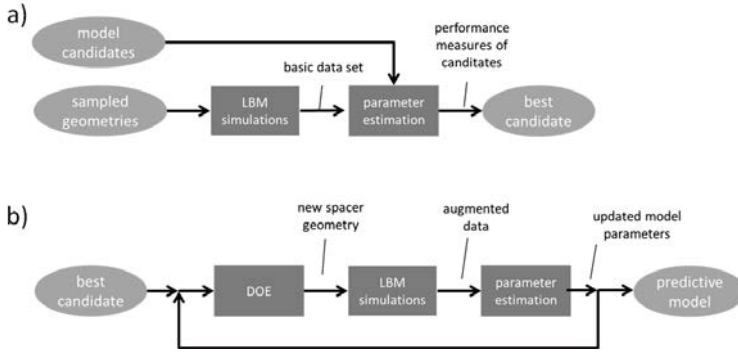 a)
model
candidates
sampled
geometries
LBM
simulations
basic data set
parameter
estimation
performance
measures of
canditates
best
candidate
b)
best
candidate
DOE
new spacer
geometry
LBM
simulations
augmented
data
parameter
estimation
updated model
parameters
predictive
model